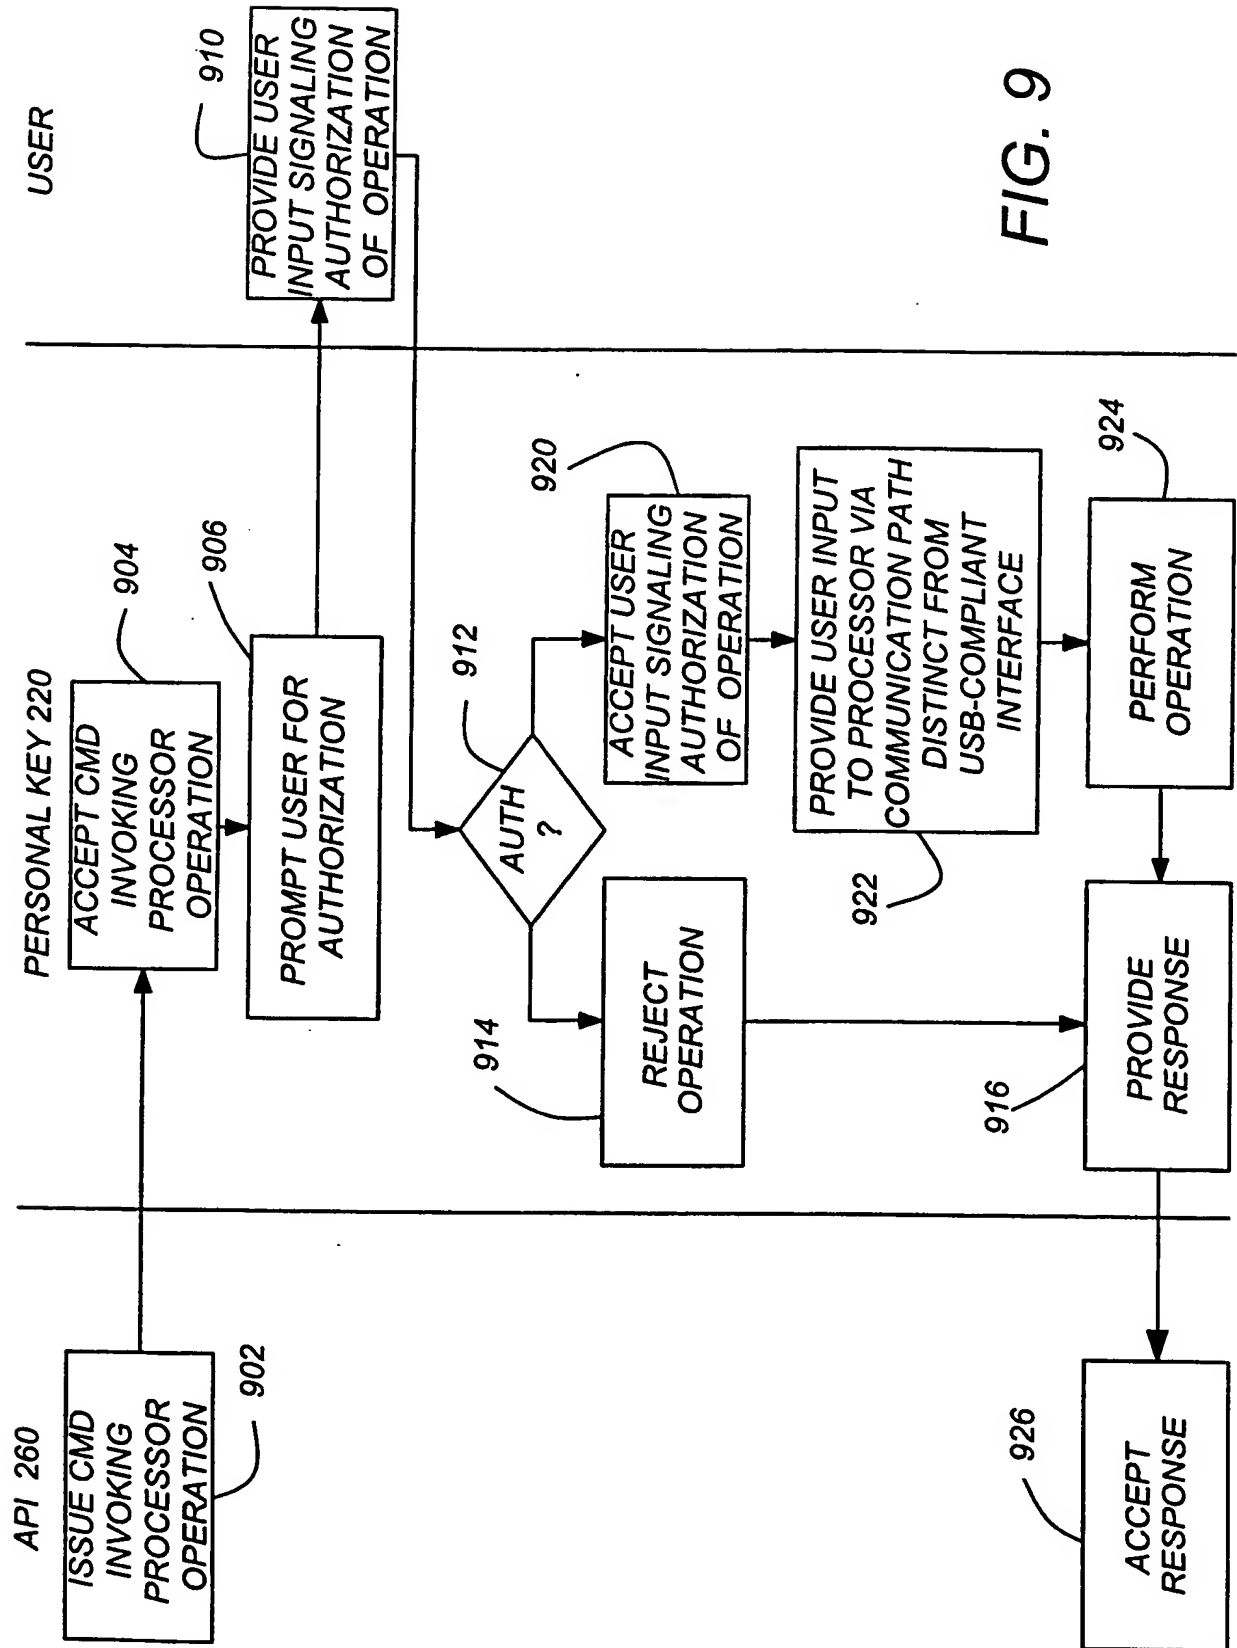 API 260
PERSONAL KEY 220
USER
ISSUE CMD
INVOKING
PROCESSOR
OPERATION
902
ACCEPT CMD
INVOKING
PROCESSOR
OPERATION
904
PROMPT USER FOR
AUTHORIZATION
906
PROVIDE USER
INPUT SIGNALING
AUTHORIZATION
OF OPERATION
910
AUTH
?
912
REJECT
OPERATION
914
ACCEPT USER
INPUT SIGNALING
AUTHORIZATION
OF OPERATION
920
PROVIDE USER INPUT
TO PROCESSOR VIA
COMMUNICATION PATH
DISTINCT FROM
USB-COMPLIANT
INTERFACE
922
PERFORM
OPERATION
924
PROVIDE
RESPONSE
916
ACCEPT
RESPONSE
926
FIG. 9